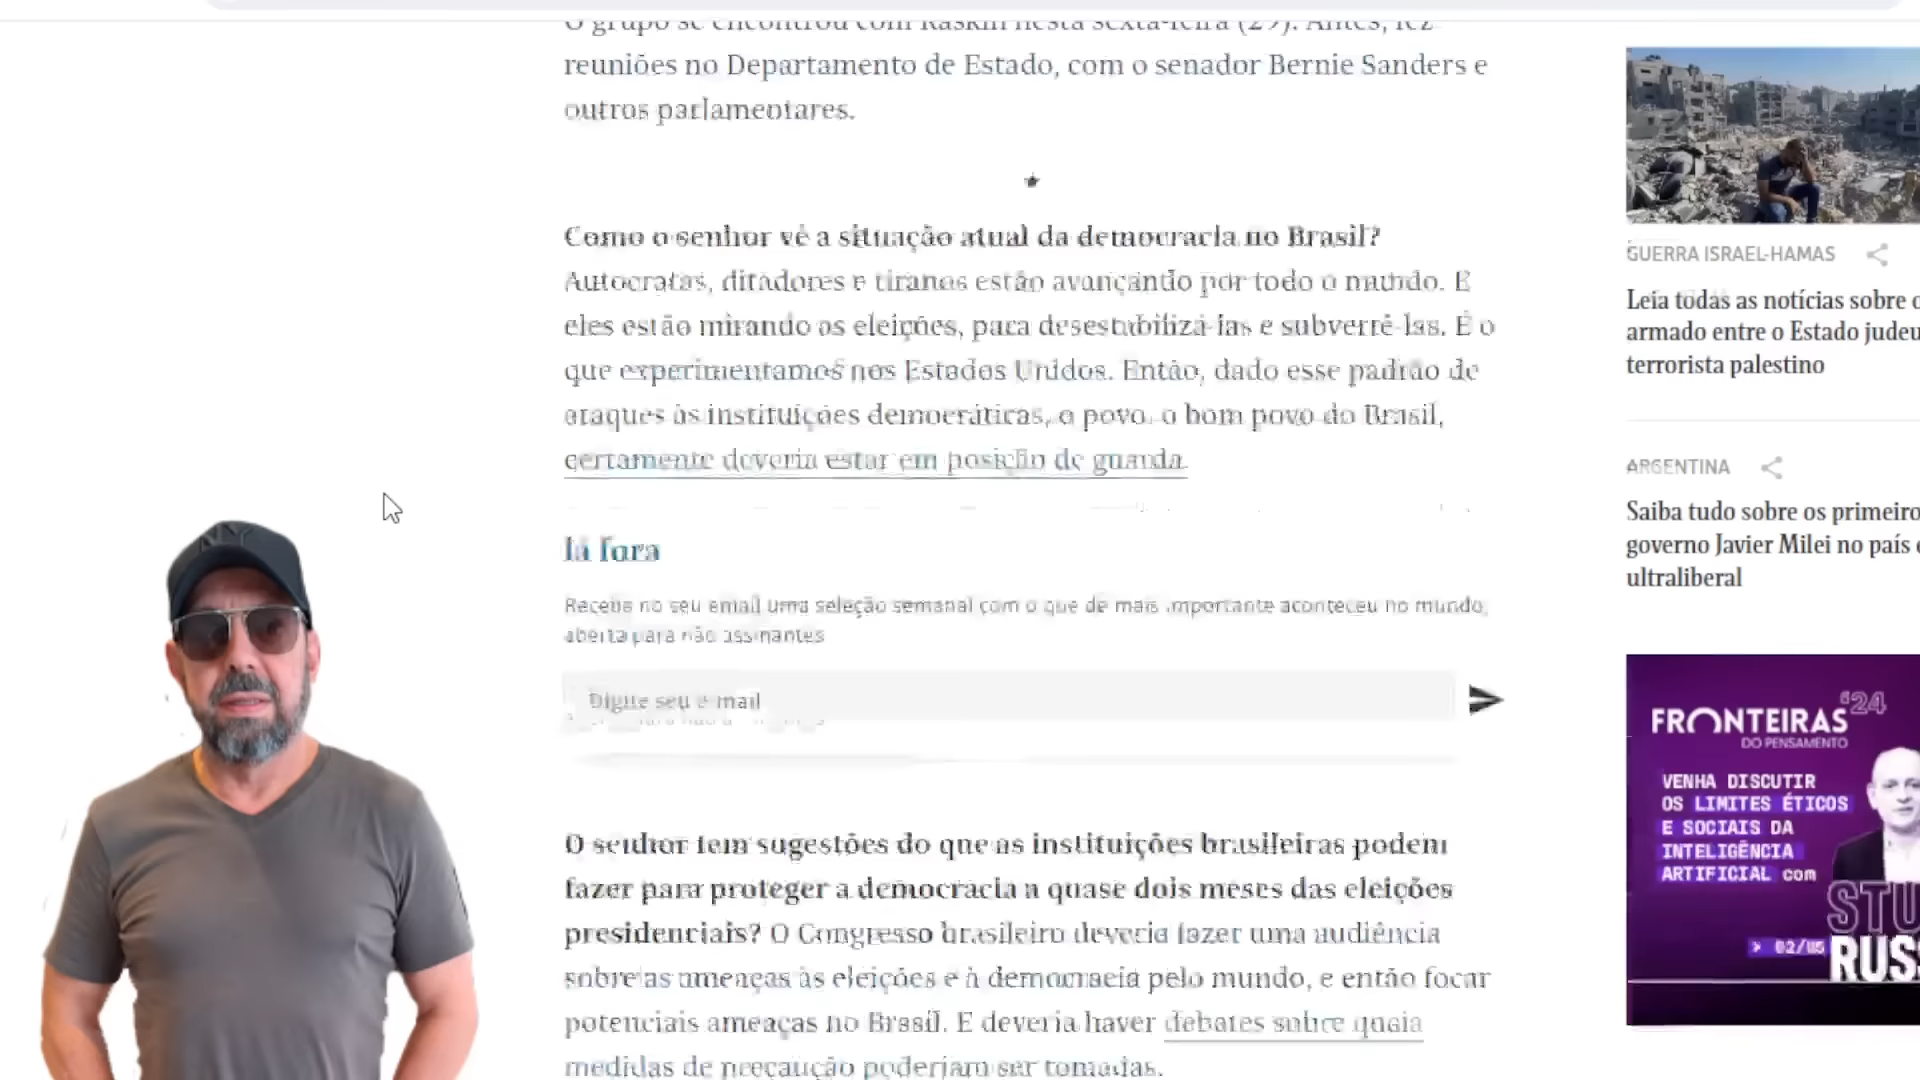 O grupo se encontrou com Raskin nesta sexta-feira (29). Antes, fez
reuniões no Departamento de Estado, com o senador Bernie Sanders e
outros parlamentares.
Como o senhor vê a situação atual da democracia no Brasil?
Autocratas, ditadores e tiranos estão avançando por todo o mundo. E
eles estão mirando as eleições, para desestabilizá-las e subvertê-las. É o
que experimentamos nos Estados Unidos. Então, dado esse padrão de
ataques às instituições democráticas, o povo, o bom povo do Brasil,
certamente deveria estar em posição de guarda.
lá fora
Receba no seu email uma seleção semanal com o que de mais importante aconteceu no mundo;
aberta para não assinantes
Digite seu e-mail
O senhor tem sugestões do que as instituições brasileiras podem
fazer para proteger a democracia a quase dois meses das eleições
presidenciais? O Congresso brasileiro deveria fazer uma audiência
sobre as ameaças às eleições e à democracia pelo mundo, e então focar
potenciais ameaças no Brasil. E deveria haver debates sobre quais
medidas de precaução poderiam ser tomadas.
GUERRA ISRAEL-HAMAS
Leia todas as notícias sobre o
armado entre o Estado judeu
terrorista palestino
ARGENTINA
Saiba tudo sobre os primeiro
governo Javier Milei no país
ultraliberal
FRONTEIRAS '24
DO PENSAMENTO
VENHA DISCUTIR
OS LIMITES ÉTICOS
E SOCIAIS DA
INTELIGÊNCIA
ARTIFICIAL com
STU
RUS
NY